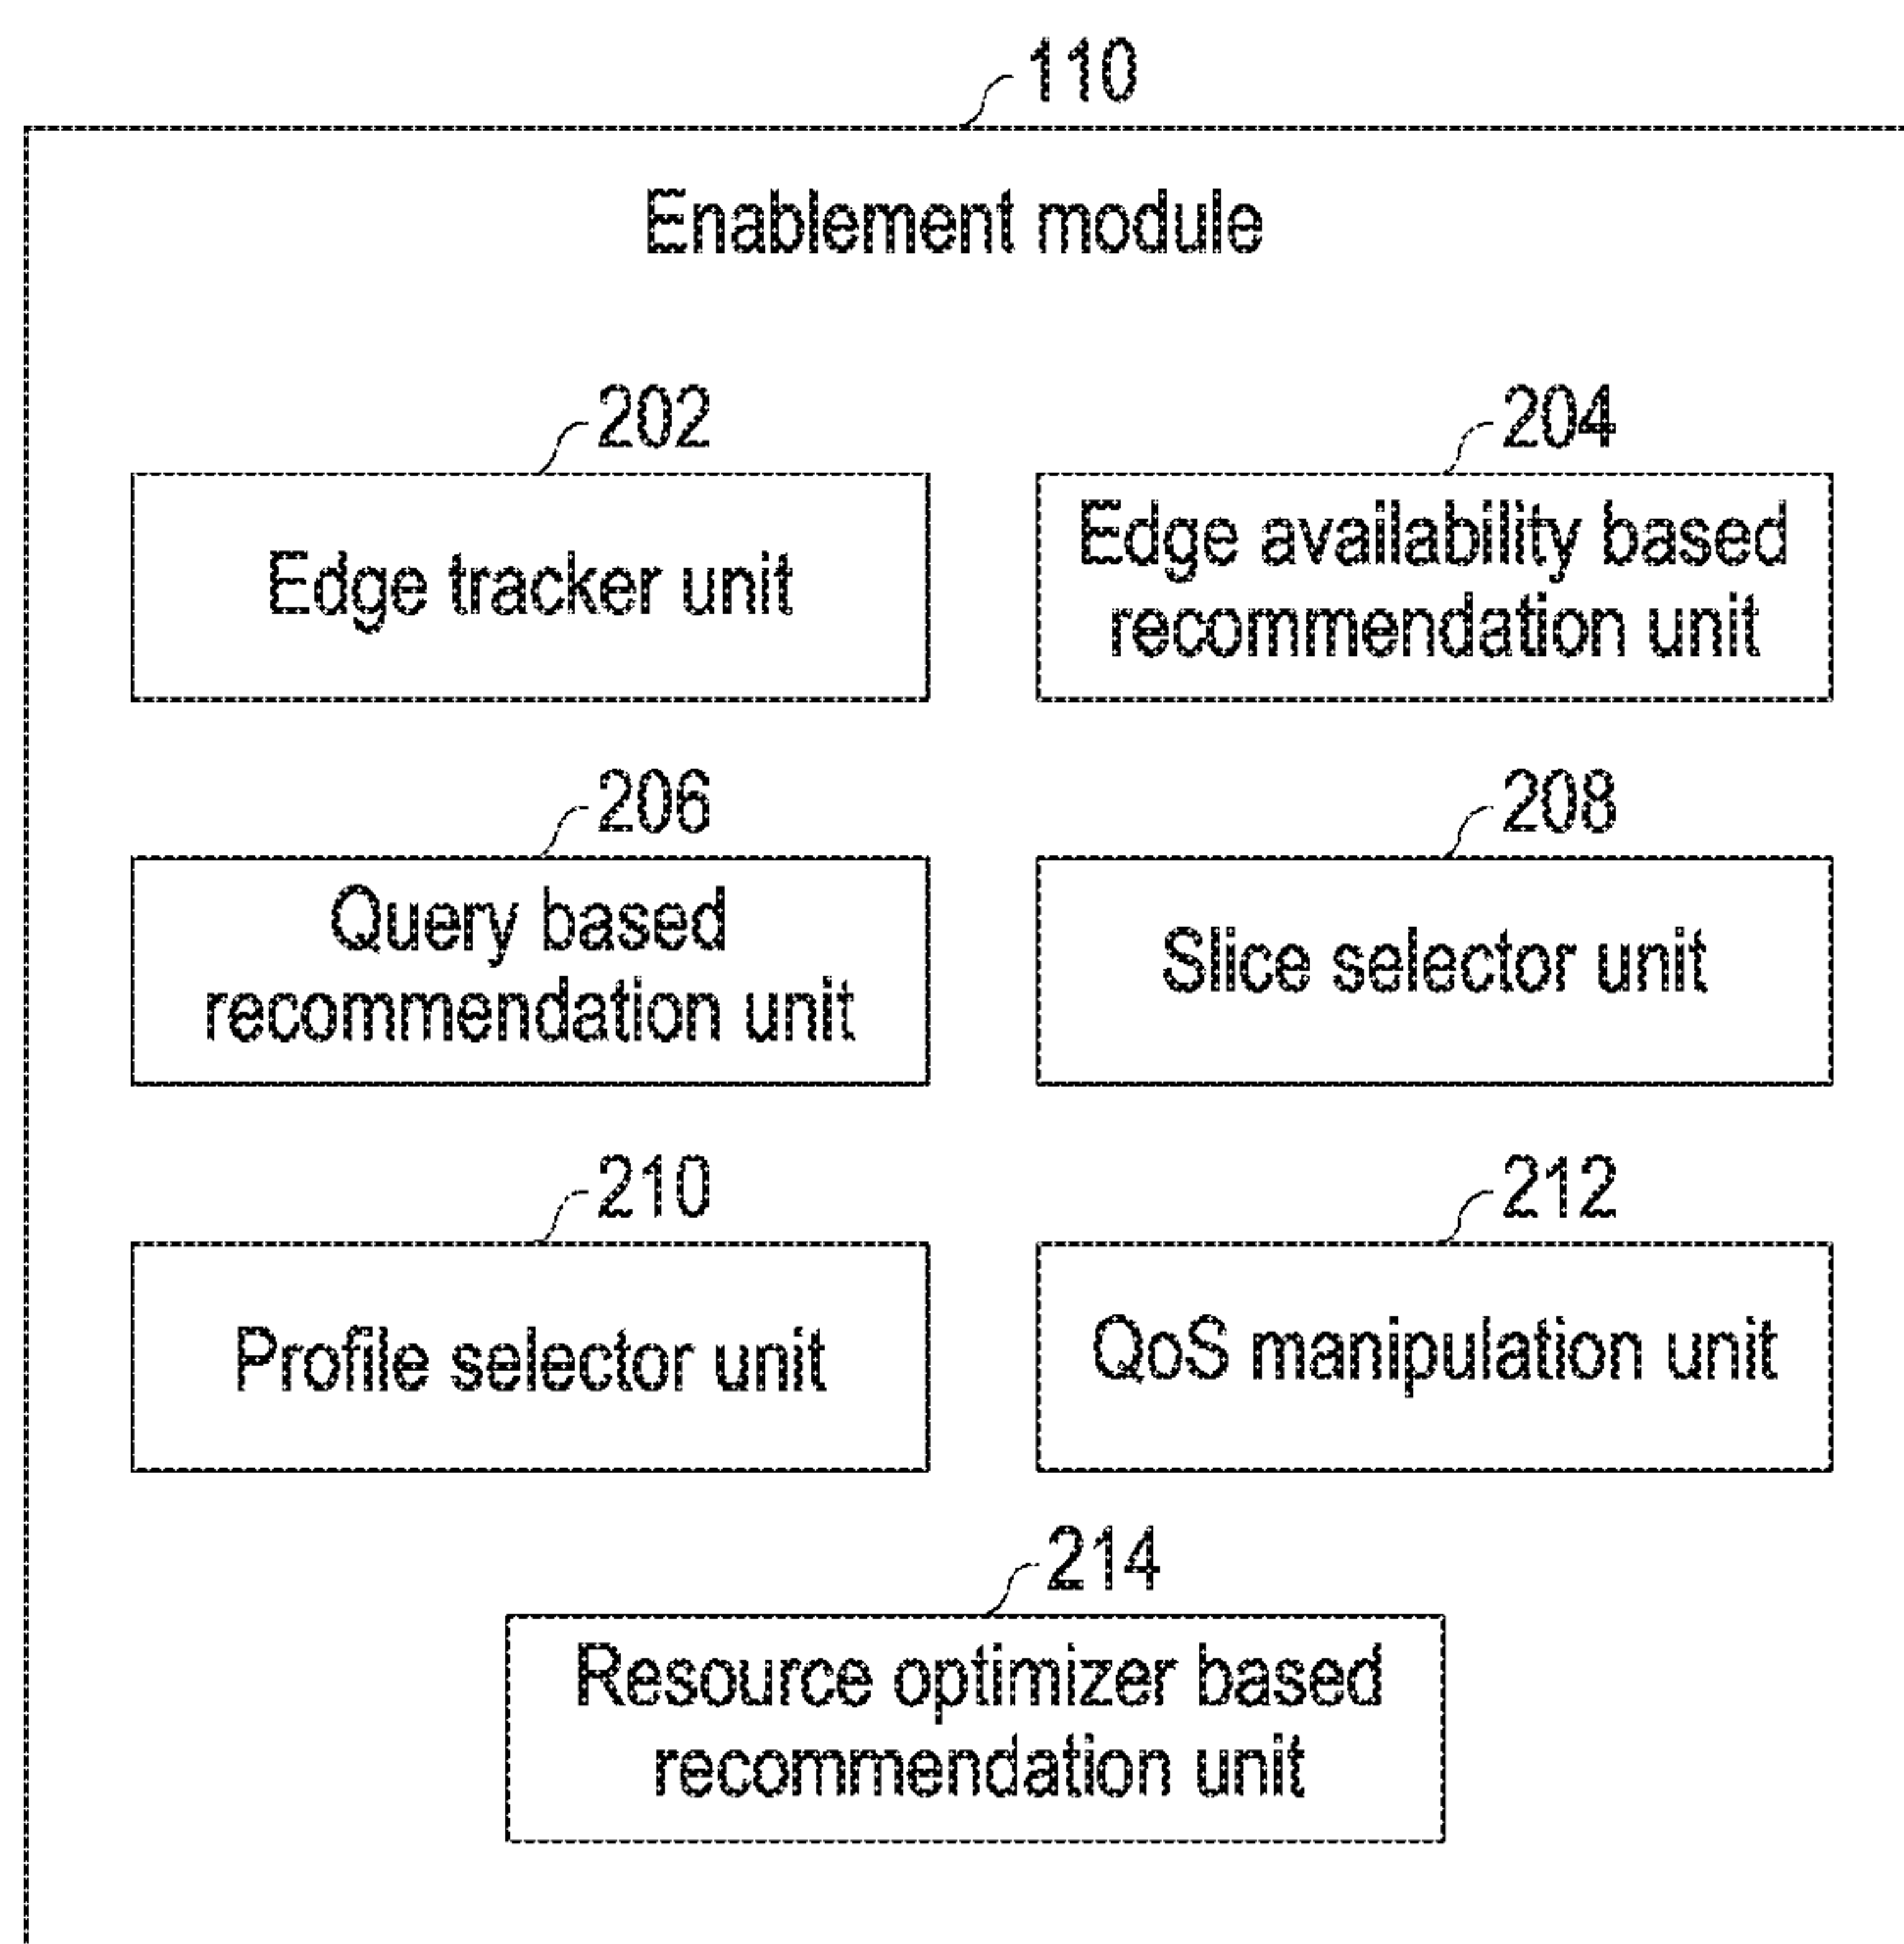 110
Enablement module
202
204
Edge tracker unit
Edge availability based
recommendation unit
206
208
Query based
recommendation unit
Slice selector unit
210
212
Profile selector unit
QoS manipulation unit
214
Resource optimizer based
recommendation unit